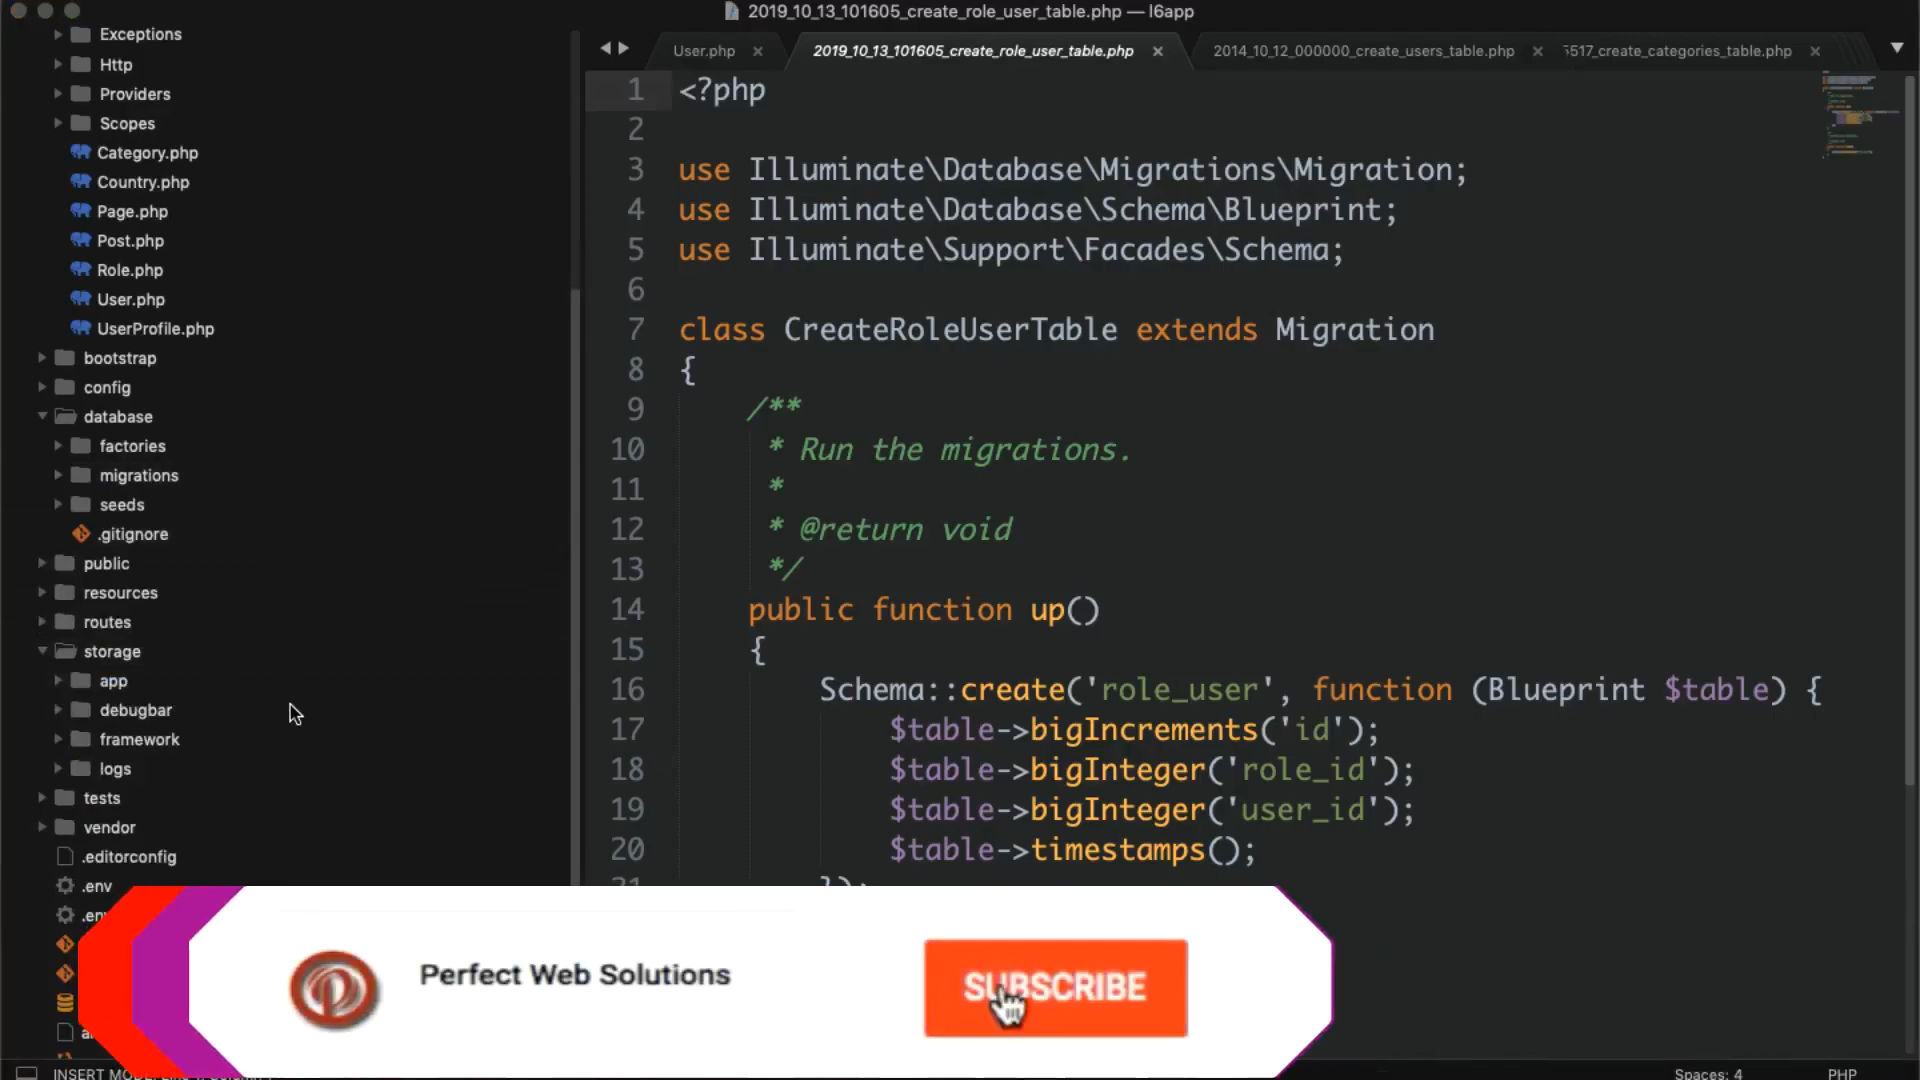 2019_10_13_101605_create_role_user_table.php — l6app
Exceptions
Http
Providers
Scopes
Category.php
Country.php
Page.php
Post.php
Role.php
User.php
UserProfile.php
bootstrap
config
database
factories
migrations
seeds
.gitignore
public
resources
routes
storage
app
debugbar
framework
logs
tests
vendor
.editorconfig
.env
User.php
2019_10_13_101605_create_role_user_table.php
2014_10_12_000000_create_users_table.php
517_create_categories_table.php
1 <?php
2
3 use Illuminate\Database\Migrations\Migration;
4 use Illuminate\Database\Schema\Blueprint;
5 use Illuminate\Support\Facades\Schema;
6
7 class CreateRoleUserTable extends Migration
8 {
9 /**
10 * Run the migrations.
11 *
12 * @return void
13 */
14 public function up()
15 {
16 Schema::create('role_user', function (Blueprint $table) {
17 $table->bigIncrements('id');
18 $table->bigInteger('role_id');
19 $table->bigInteger('user_id');
20 $table->timestamps();
21 });
Perfect Web Solutions
SUBSCRIBE
INSERT MODE
Spaces: 4
PHP